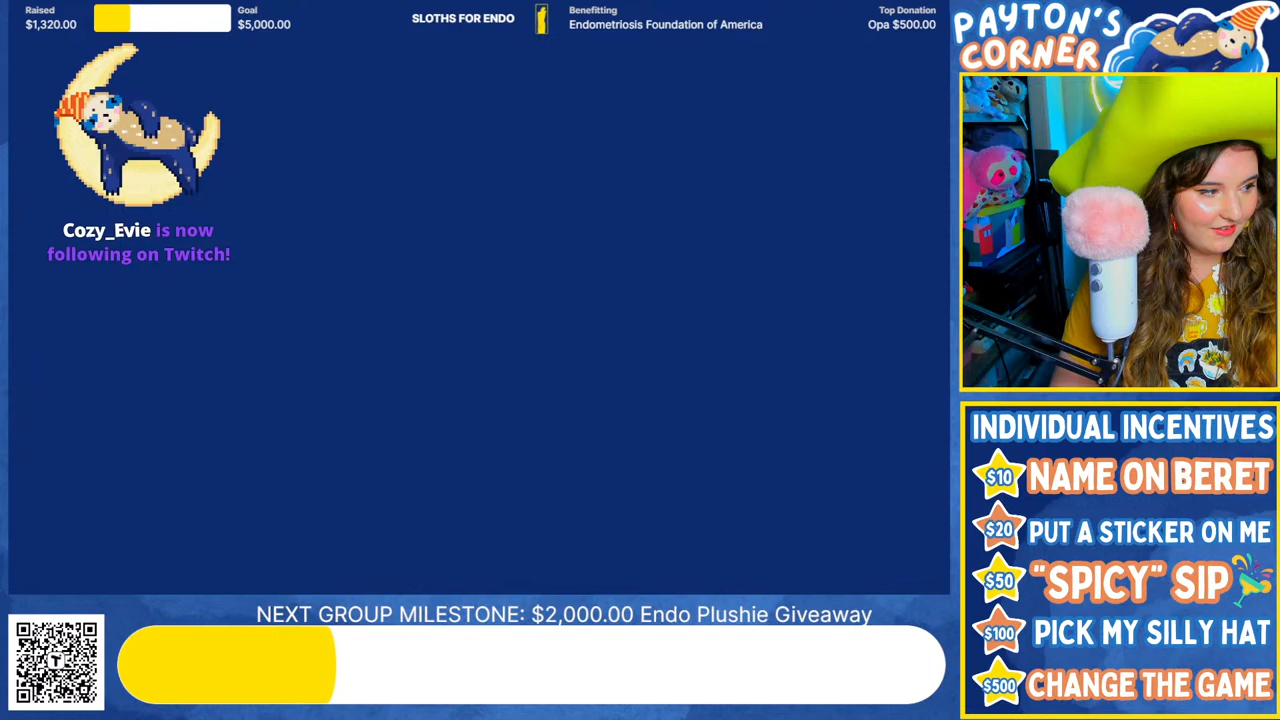 Raised
$1,320.00
Goal
$5,000.00
SLOTHS FOR ENDO
Benefitting
Endometriosis Foundation of America
Top Donation
Opa $500.00
PAYTON'S
CORNER
Cozy_Evie is now
following on Twitch!
INDIVIDUAL INCENTIVES
$10 NAME ON BERET
$20 PUT A STICKER ON ME
$50 "SPICY" SIP
$100 PICK MY SILLY HAT
$500 CHANGE THE GAME
NEXT GROUP MILESTONE: $2,000.00 Endo Plushie Giveaway